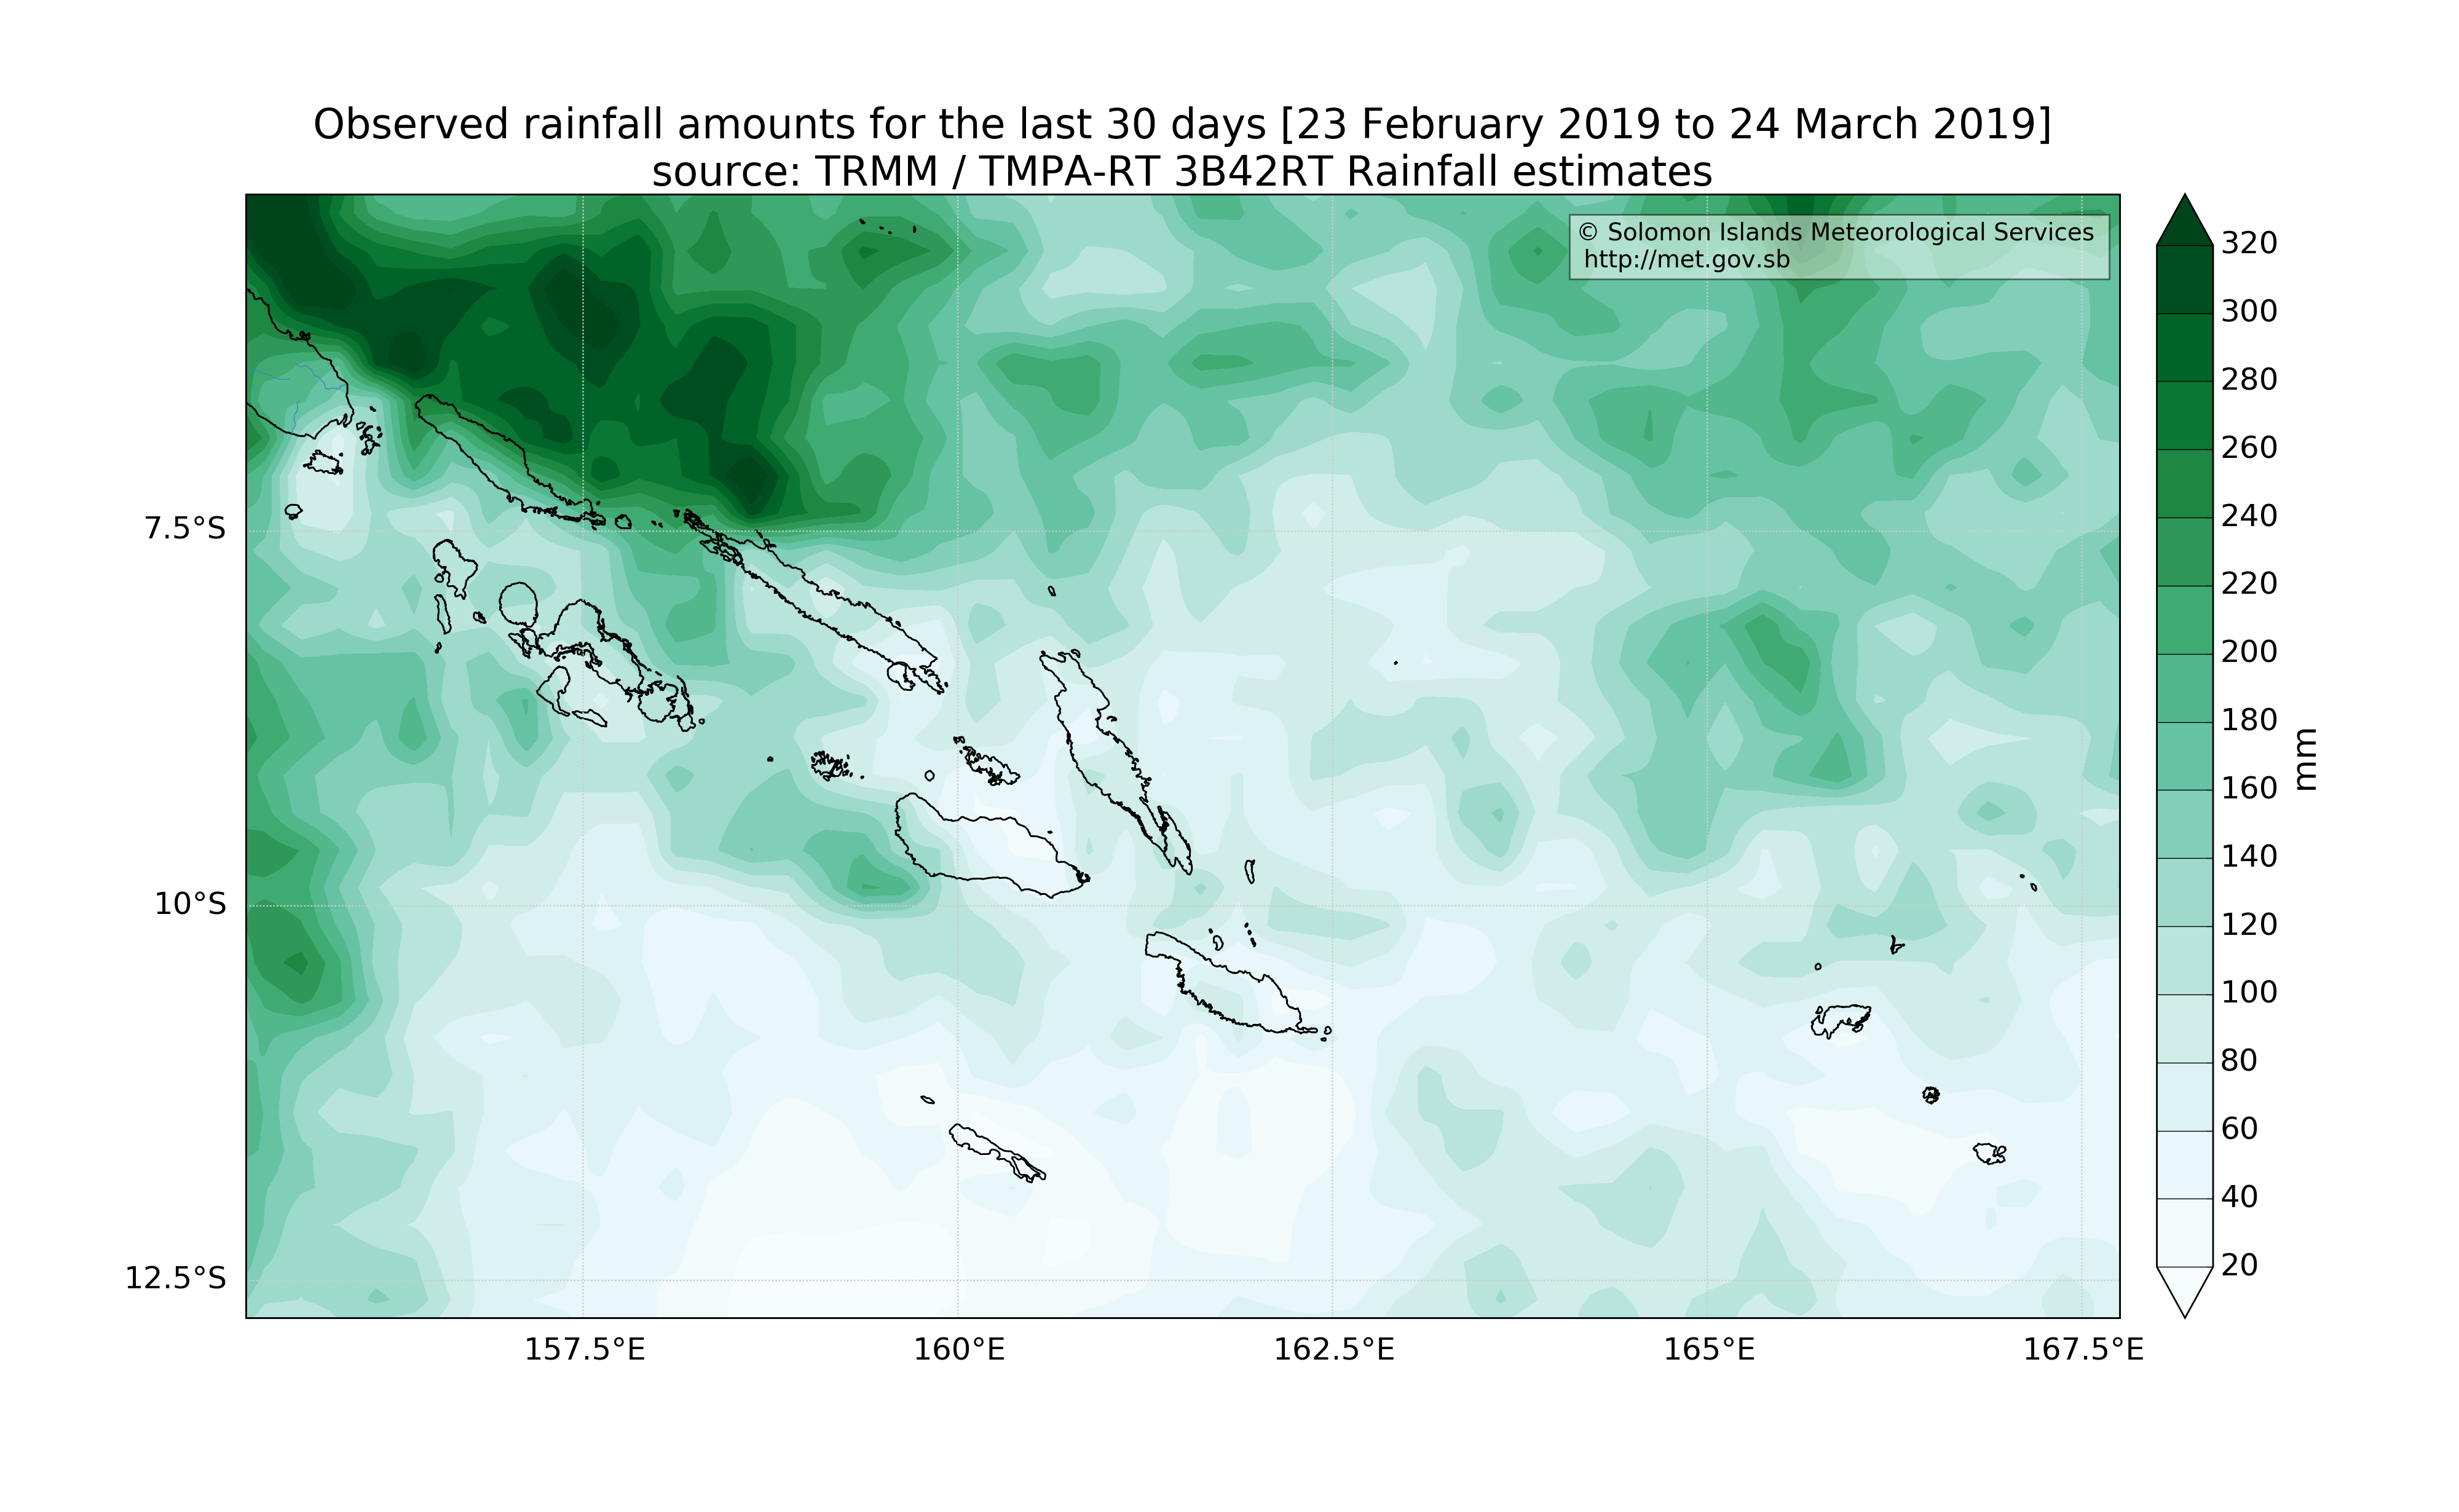 Observed rainfall amounts for the last 30 days [23 February 2019 to 24 March 2019]
source: TRMM / TMPA-RT 3B42RT Rainfall estimates
© Solomon Islands Meteorological Services
http://met.gov.sb
7.5°S
10°S
12.5°S
157.5°E
160°E
162.5°E
165°E
167.5°E
320
300
280
260
240
220
200
180
160
140
120
100
80
60
40
20
mm